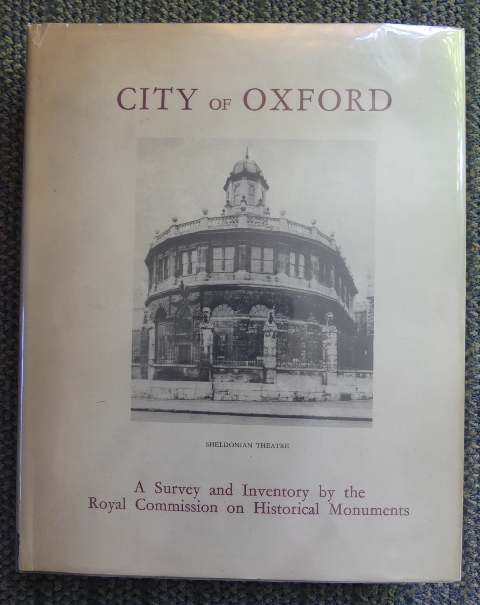 CITY OF OXFORD
SHELDONIAN THEATRE
A Survey and Inventory by the
Royal Commission on Historical Monuments